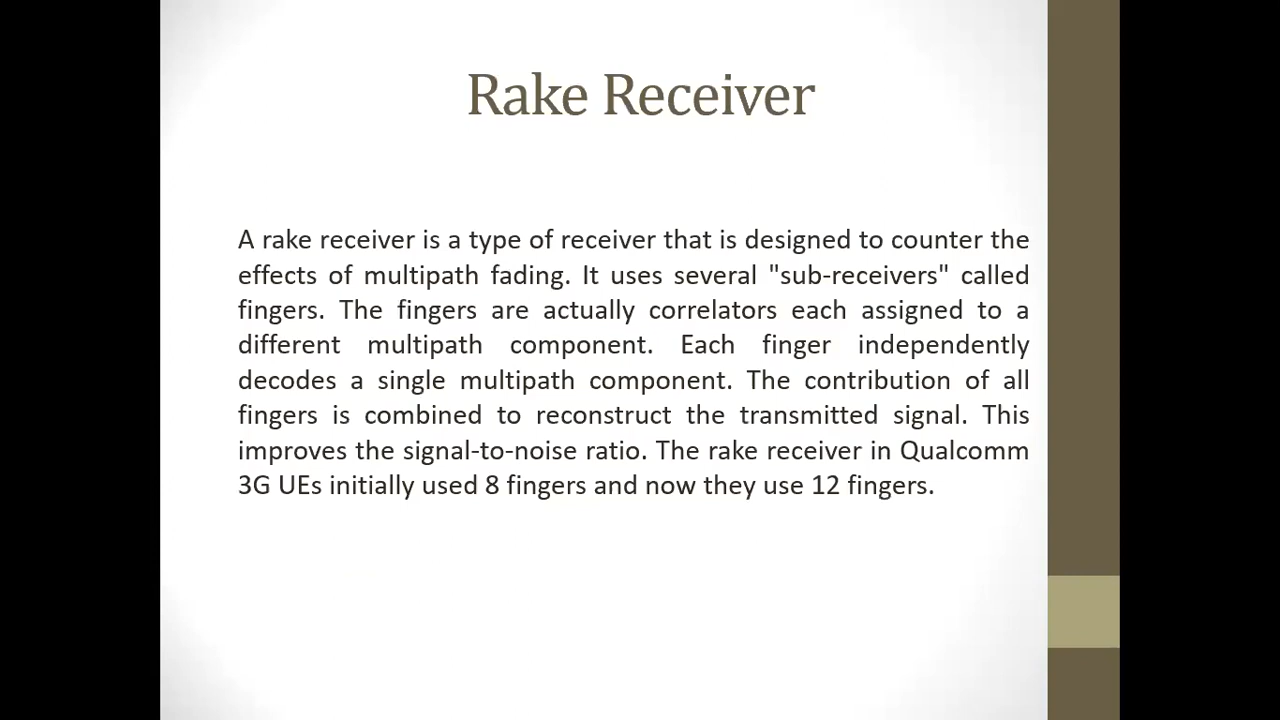 Rake Receiver
A rake receiver is a type of receiver that is designed to counter the
effects of multipath fading. It uses several "sub-receivers" called
fingers. The fingers are actually correlators each assigned to a
different multipath component. Each finger independently
decodes a single multipath component. The contribution of all
fingers is combined to reconstruct the transmitted signal. This
improves the signal-to-noise ratio. The rake receiver in Qualcomm
3G UEs initially used 8 fingers and now they use 12 fingers.